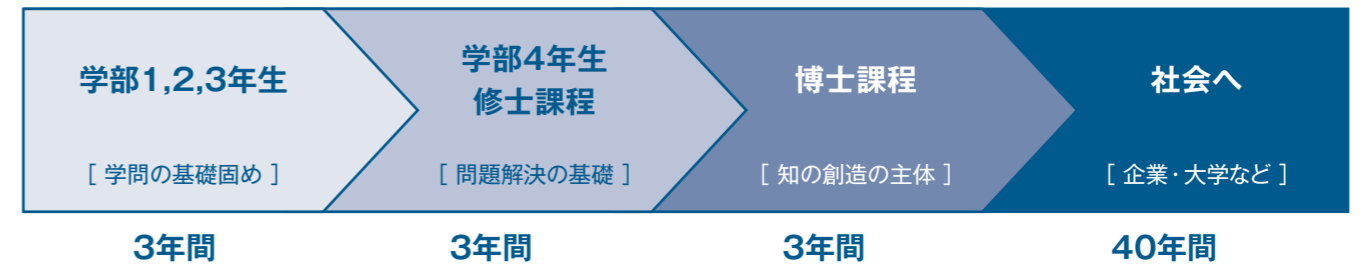 学部1,2,3年生
[ 学問の基礎固め ]
3年間
学部4年生
修士課程
[ 問題解決の基礎 ]
3年間
博士課程
[ 知の創造の主体 ]
3年間
社会へ
[ 企業・大学など ]
40年間